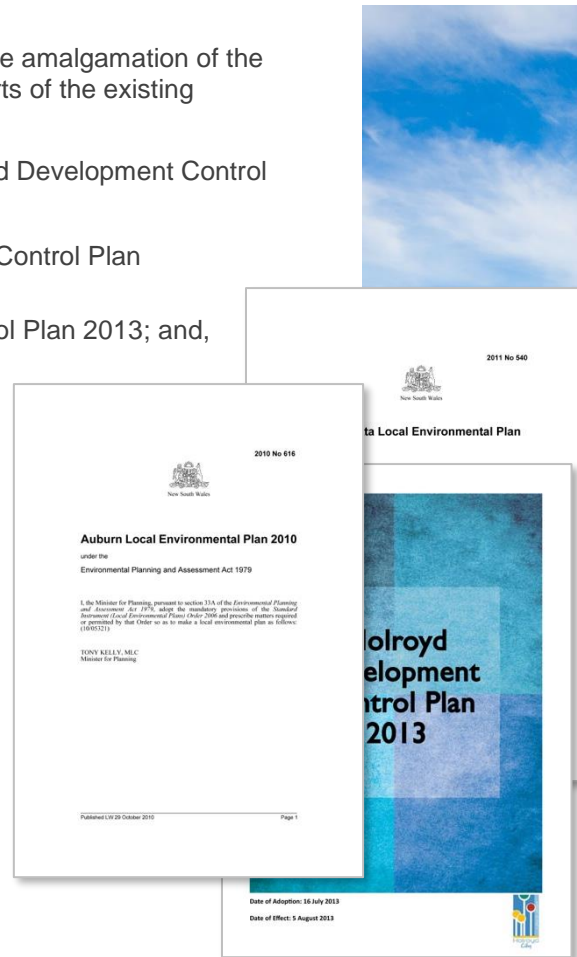 e amalgamation of the
rts of the existing
d Development Control
Control Plan
ol Plan 2013; and,
2011 No 540
New South Wales
ta Local Environmental Plan
2010 No 616
New South Wales
Auburn Local Environmental Plan 2010
under the
Environmental Planning and Assessment Act 1979
I, the Minister for Planning, pursuant to section 33A of the Environmental Planning
and Assessment Act 1979, adopt the mandatory provisions of the Standard
Instrument (Local Environmental Plans) Order 2006 and prescribe matters required
or permitted by that Order so as to make a local environmental plan as follows:
(10/05321)
TONY KELLY, MLC
Minister for Planning
Published LW 29 October 2010 Page 1
olroyd
elopment
ntrol Plan
2013
Date of Adoption: 16 July 2013
Date of Effect: 5 August 2013
Holroyd
City